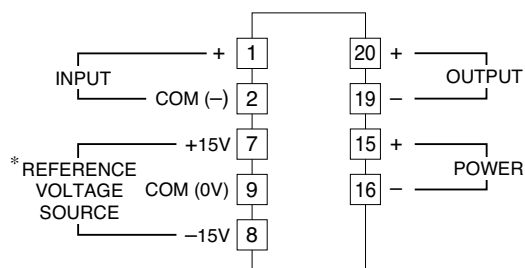 + 1
INPUT
COM (–) 2
+15V 7
*REFERENCE
VOLTAGE
SOURCE
COM (0V) 9
–15V 8
20 +
OUTPUT
19 –
15 +
POWER
16 –